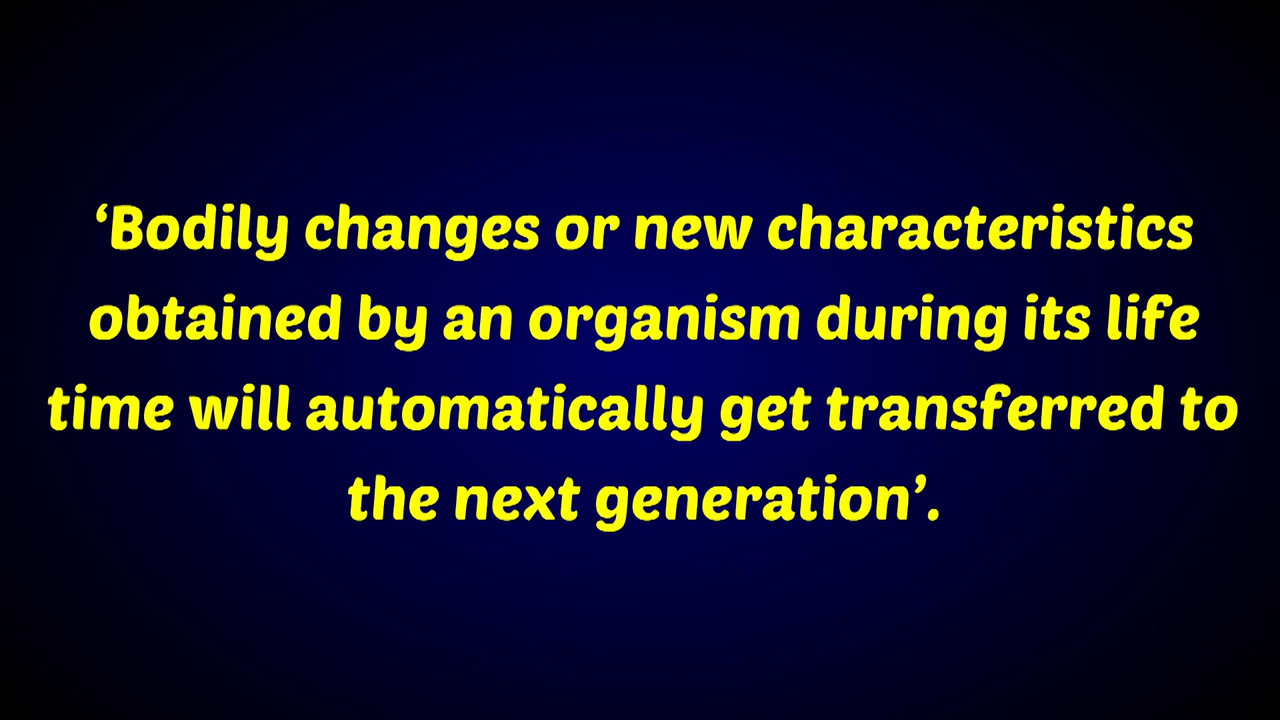 ‘Bodily changes or new characteristics
obtained by an organism during its life
time will automatically get transferred to
the next generation’.